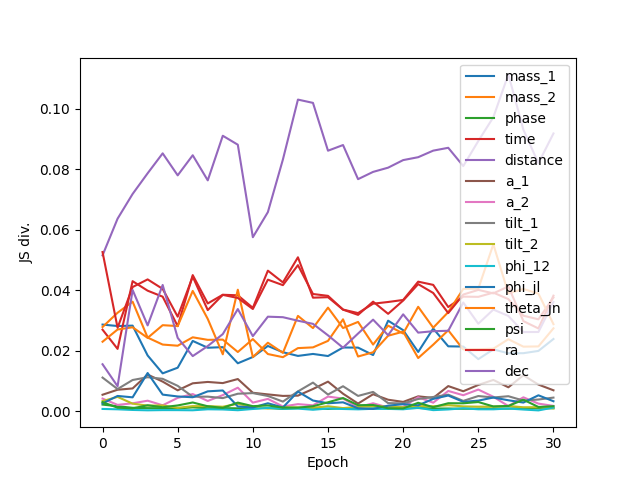 JS div.
0.10
0.08
0.06
0.04
0.02
0.00
0
5
10
15
20
25
30
Epoch
mass_1
mass_2
phase
time
distance
a_1
a_2
tilt_1
tilt_2
phi_12
phi_jl
theta_jn
psi
ra
dec